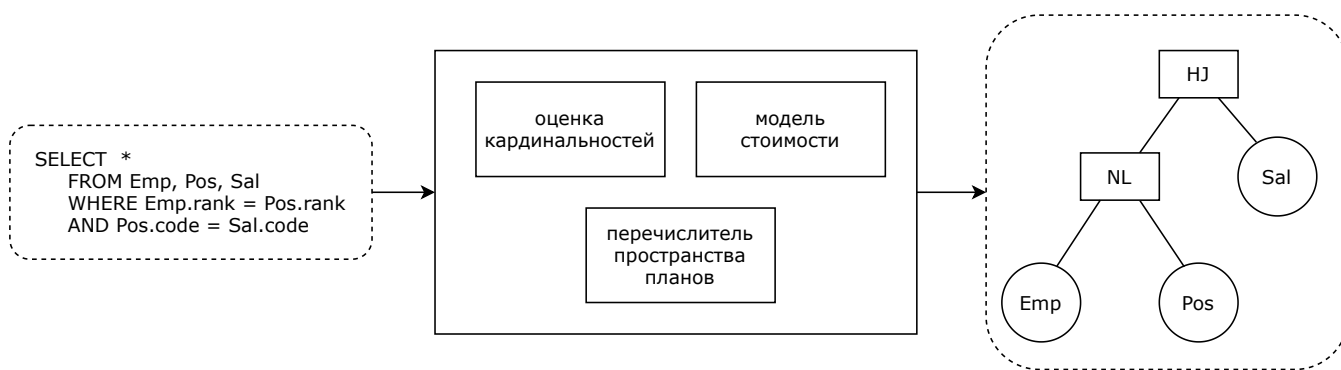 SELECT *
FROM Emp, Pos, Sal
WHERE Emp.rank = Pos.rank
AND Pos.code = Sal.code
оценка
кардинальностей
модель
стоимости
перечислитель
пространства
планов
HJ
NL
Sal
Emp
Pos